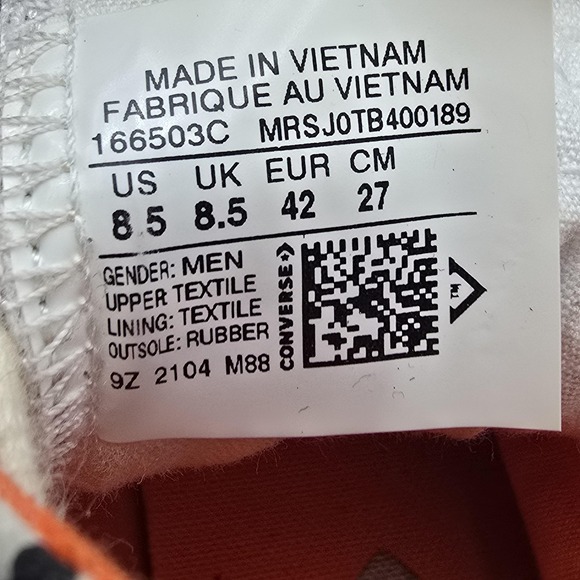 MADE IN VIETNAM
FABRIQUE AU VIETNAM
166503C MRSJ0TB400189
US UK EUR CM
8.5 8.5 42 27
GENDER: MEN
UPPER TEXTILE
LINING: TEXTILE
OUTSOLE: RUBBER
9Z 2104 M88
CONVERSE
TM